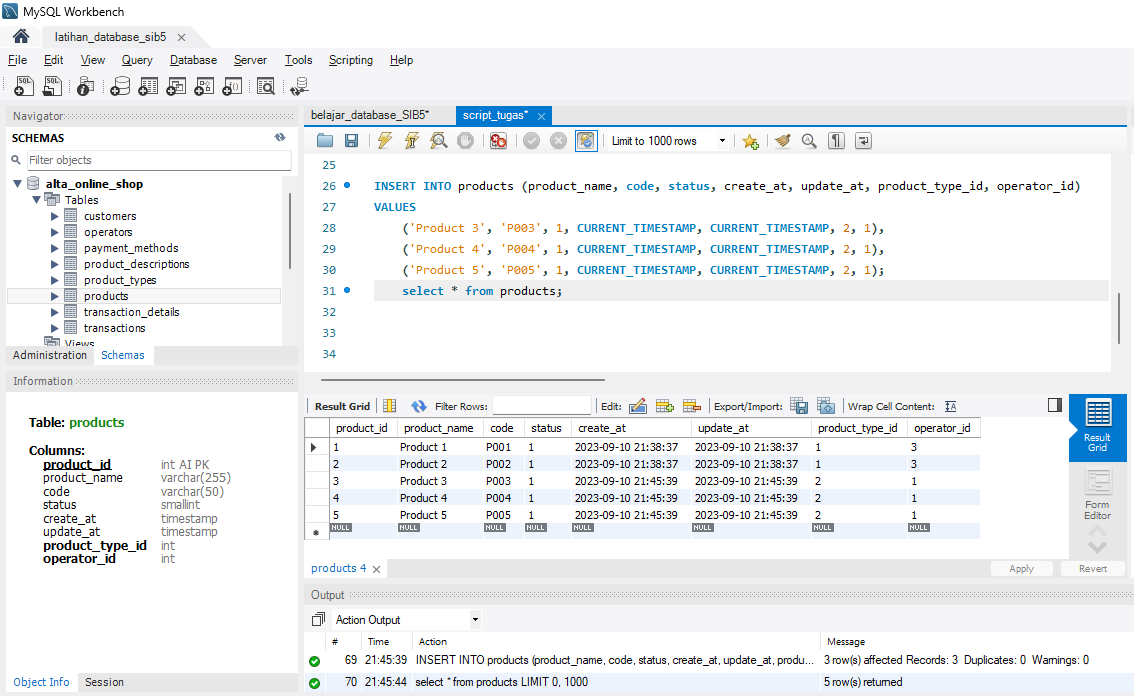 MySQL Workbench
latihan_database_sib5
File Edit View Query Database Server Tools Scripting Help
Navigator
SCHEMAS
Filter objects
alta_online_shop
Tables
customers
operators
payment_methods
product_descriptions
product_types
products
transaction_details
transactions
Views
Administration Schemas
Information
Table: products
Columns:
product_id int AI PK
product_name varchar(255)
code varchar(50)
status smallint
create_at timestamp
update_at timestamp
product_type_id int
operator_id int
Object Info Session
belajar_database_SIB5* script_tugas*
Limit to 1000 rows
25
26 INSERT INTO products (product_name, code, status, create_at, update_at, product_type_id, operator_id)
27 VALUES
28 ('Product 3', 'P003', 1, CURRENT_TIMESTAMP, CURRENT_TIMESTAMP, 2, 1),
29 ('Product 4', 'P004', 1, CURRENT_TIMESTAMP, CURRENT_TIMESTAMP, 2, 1),
30 ('Product 5', 'P005', 1, CURRENT_TIMESTAMP, CURRENT_TIMESTAMP, 2, 1);
31 select * from products;
32
33
34
Result Grid Filter Rows: Edit: Export/Import: Wrap Cell Content:
product_id product_name code status create_at update_at product_type_id operator_id
1 Product 1 P001 1 2023-09-10 21:38:37 2023-09-10 21:38:37 1 3
2 Product 2 P002 1 2023-09-10 21:38:37 2023-09-10 21:38:37 1 3
3 Product 3 P003 1 2023-09-10 21:45:39 2023-09-10 21:45:39 2 1
4 Product 4 P004 1 2023-09-10 21:45:39 2023-09-10 21:45:39 2 1
5 Product 5 P005 1 2023-09-10 21:45:39 2023-09-10 21:45:39 2 1
NULL NULL NULL NULL NULL NULL NULL NULL
Result
Grid
Form
Editor
products 4
Apply Revert
Output
Action Output
# Time Action Message
69 21:45:39 INSERT INTO products (product_name, code, status, create_at, update_at, produ... 3 row(s) affected Records: 3 Duplicates: 0 Warnings: 0
70 21:45:44 select * from products LIMIT 0, 1000 5 row(s) returned